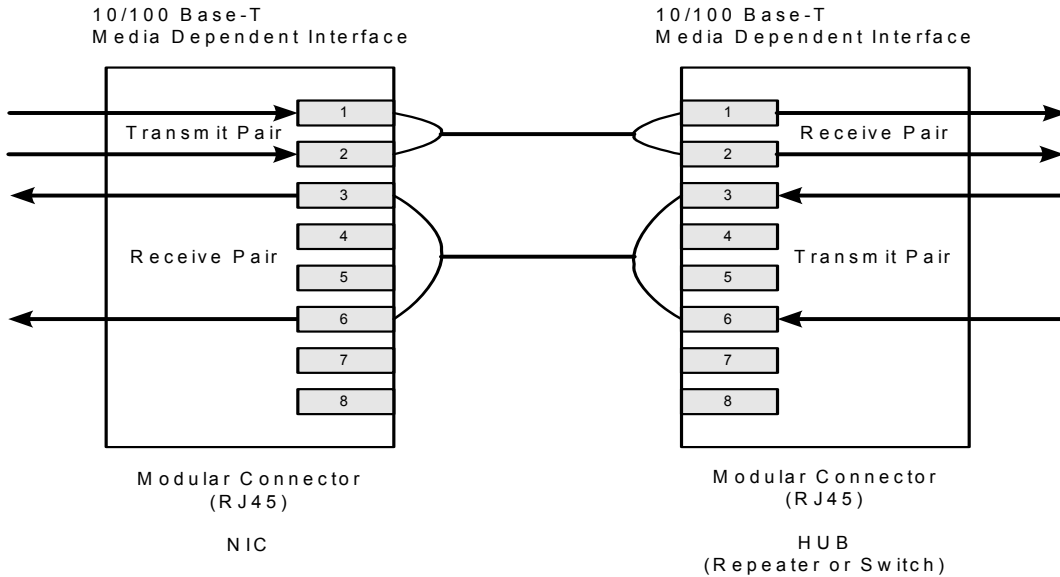 10/100 Base-T
Media Dependent Interface
10/100 Base-T
Media Dependent Interface
1
Transmit Pair
2
3
4
Receive Pair
5
6
7
8
1
Receive Pair
2
3
4
Transmit Pair
5
6
7
8
Modular Connector
(RJ45)
NIC
Modular Connector
(RJ45)
HUB
(Repeater or Switch)